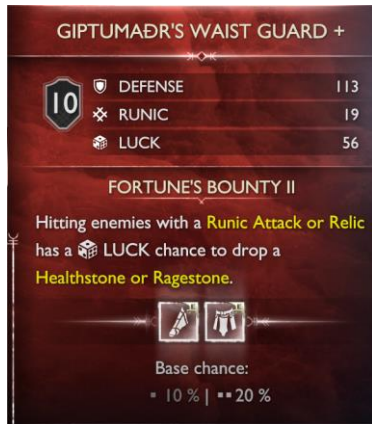 GIPTUMAÐR'S WAIST GUARD +
10
DEFENSE 113
RUNIC 19
LUCK 56
FORTUNE'S BOUNTY II
Hitting enemies with a Runic Attack or Relic
has a LUCK chance to drop a
Healthstone or Ragestone.
Base chance:
10 % | 20 %